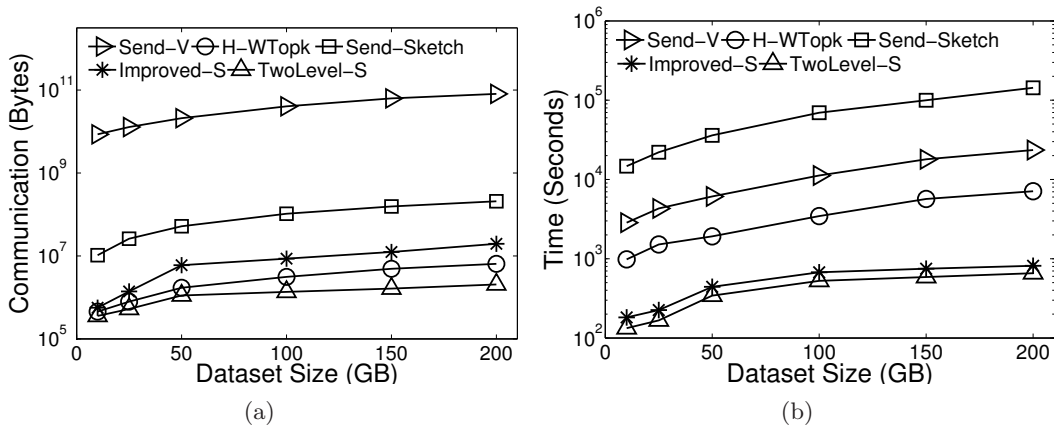 Send−V H−WTopk Send−Sketch
Improved−S TwoLevel−S
Communication (Bytes)
10^11
10^9
10^7
10^5
0 50 100 150 200
Dataset Size (GB)
(a)
Send−V H−WTopk Send−Sketch
Improved−S TwoLevel−S
Time (Seconds)
10^6
10^5
10^4
10^3
10^2
0 50 100 150 200
Dataset Size (GB)
(b)